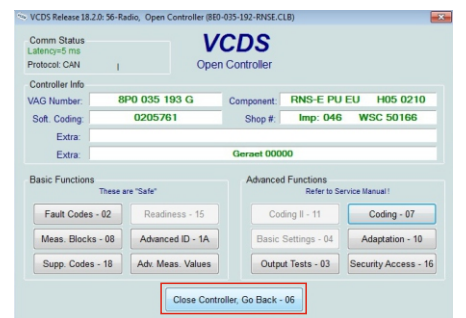 VCDS Release 18.2.0: 56-Radio, Open Controller (8E0-035-192-RNSE.CLB)
Comm Status
Latency=5 ms
Protocol: CAN
VCDS
Open Controller
Controller Info
VAG Number: 8P0 035 193 G Component: RNS-E PU EU H05 0210
Soft. Coding: 0205761 Shop #: Imp: 046 WSC 50166
Extra:
Extra: Geraet 00000
Basic Functions
These are "Safe"
Advanced Functions
Refer to Service Manual!
Fault Codes - 02 Readiness - 15 Coding II - 11 Coding - 07
Meas. Blocks - 08 Advanced ID - 1A Basic Settings - 04 Adaptation - 10
Supp. Codes - 18 Adv. Meas. Values Output Tests - 03 Security Access - 16
Close Controller, Go Back - 06